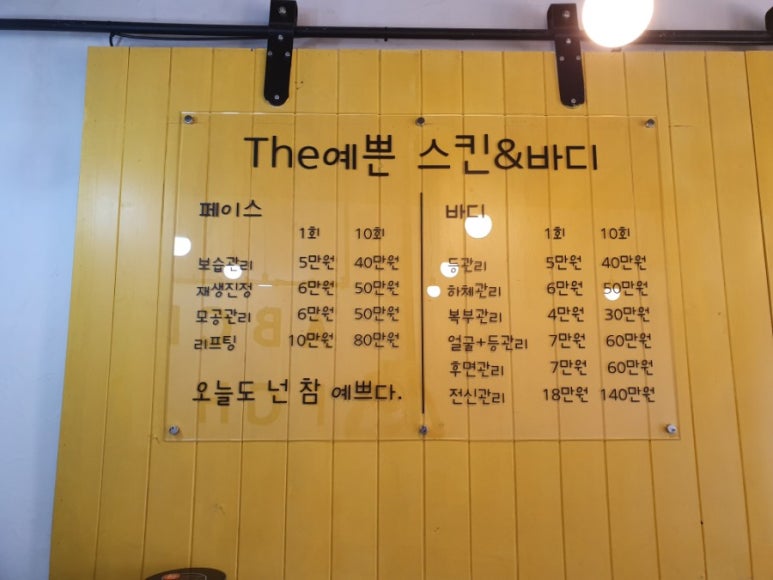 The예쁜 스킨&바디
페이스
1회 10회
보습관리 5만원 40만원
재생진정 6만원 50만원
모공관리 6만원 50만원
리프팅 10만원 80만원
오늘도 넌 참 예쁘다.
바디
1회 10회
등관리 5만원 40만원
하체관리 6만원 50만원
복부관리 4만원 30만원
얼굴+등관리 7만원 60만원
후면관리 7만원 60만원
전신관리 18만원 140만원